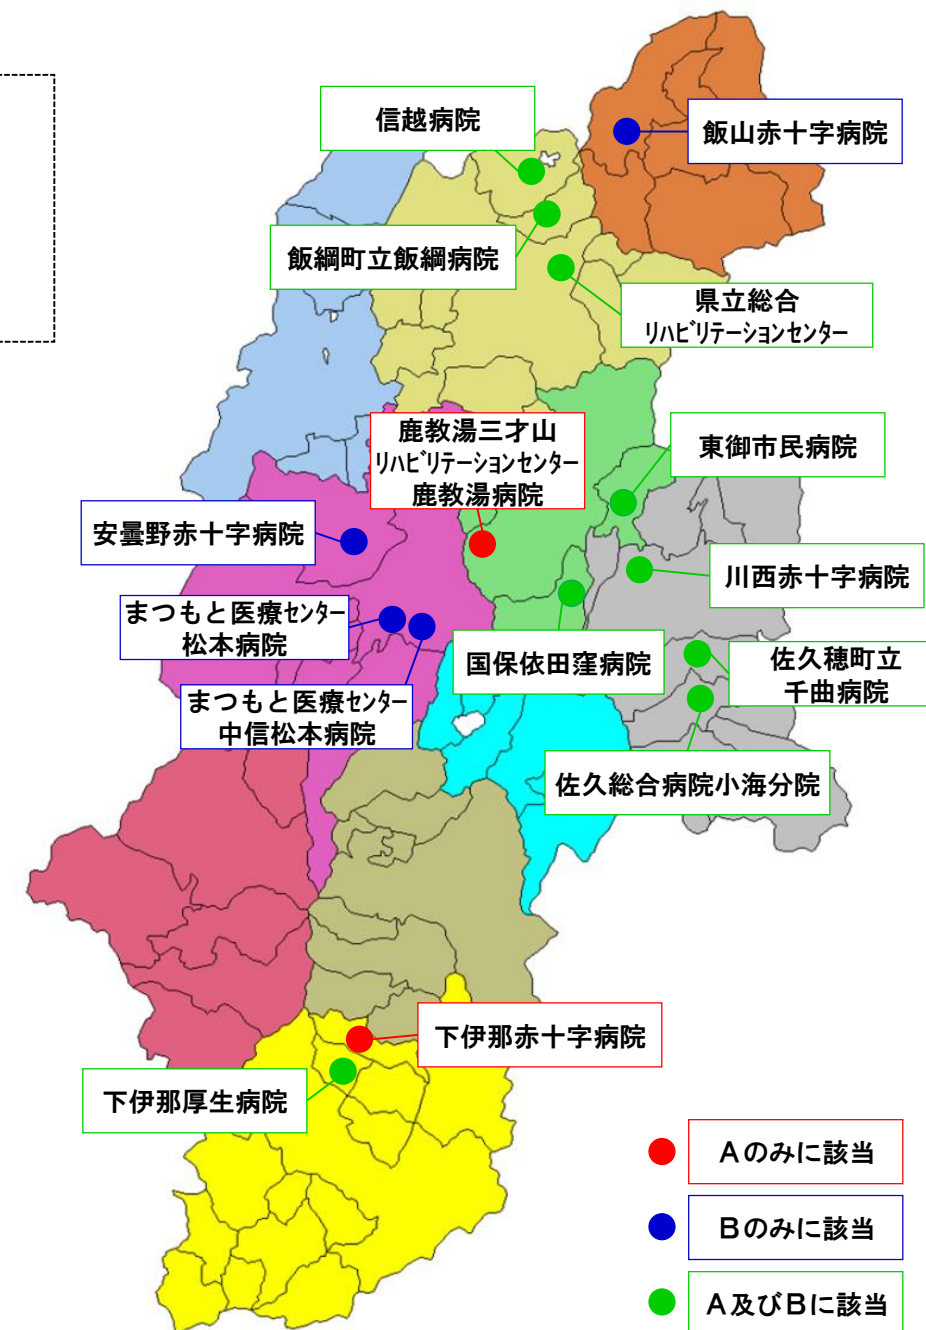 信越病院
飯山赤十字病院
飯綱町立飯綱病院
県立総合
ﾘﾊﾋﾞﾘﾃｰｼｮﾝｾﾝﾀｰ
鹿教湯三才山
ﾘﾊﾋﾞﾘﾃｰｼｮﾝｾﾝﾀｰ
鹿教湯病院
東御市民病院
安曇野赤十字病院
川西赤十字病院
まつもと医療ｾﾝﾀｰ
松本病院
国保依田窪病院
佐久穂町立
千曲病院
まつもと医療ｾﾝﾀｰ
中信松本病院
佐久総合病院小海分院
下伊那赤十字病院
下伊那厚生病院
Aのみに該当
Bのみに該当
A及びBに該当